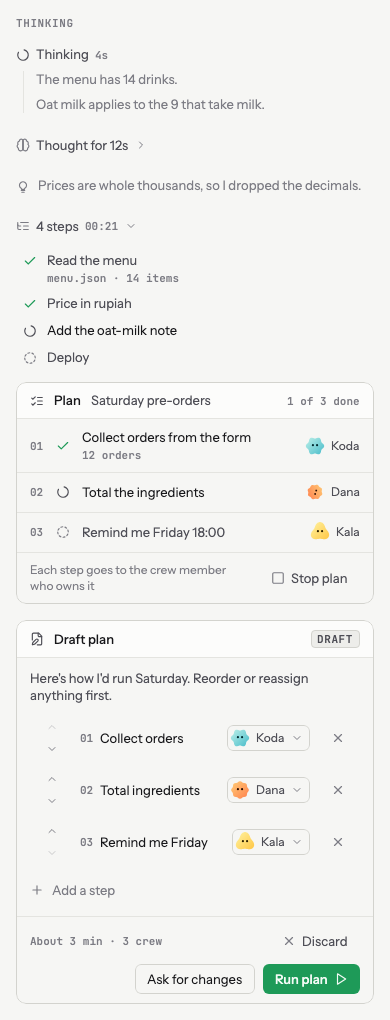 THINKING
Thinking 4s
The menu has 14 drinks.
Oat milk applies to the 9 that take milk.
Thought for 12s
Prices are whole thousands, so I dropped the decimals.
4 steps 00:21
Read the menu
menu.json · 14 items
Price in rupiah
Add the oat-milk note
Deploy
Plan Saturday pre-orders 1 of 3 done
01 Collect orders from the form Koda
12 orders
02 Total the ingredients Dana
03 Remind me Friday 18:00 Kala
Each step goes to the crew member
who owns it
Stop plan
Draft plan DRAFT
Here's how I'd run Saturday. Reorder or reassign
anything first.
01 Collect orders Koda
02 Total ingredients Dana
03 Remind me Friday Kala
Add a step
About 3 min · 3 crew Discard
Ask for changes Run plan